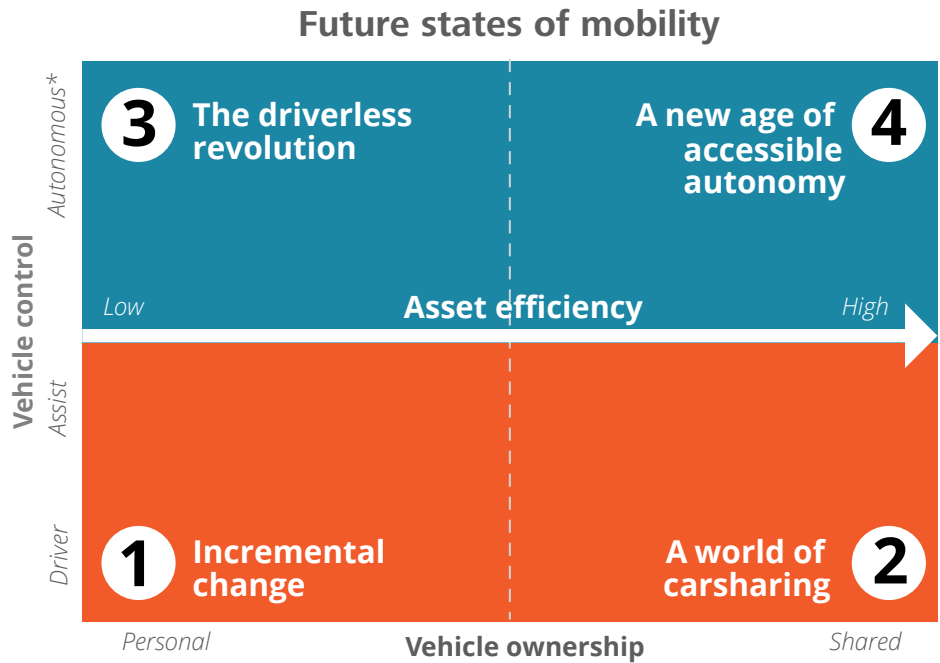 Future states of mobility
Autonomous*
3
The driverless
revolution
A new age of
accessible
autonomy
4
Vehicle control
Low
Asset efficiency
High
Assist
Driver
1
Incremental
change
A world of
carsharing
2
Personal
Vehicle ownership
Shared